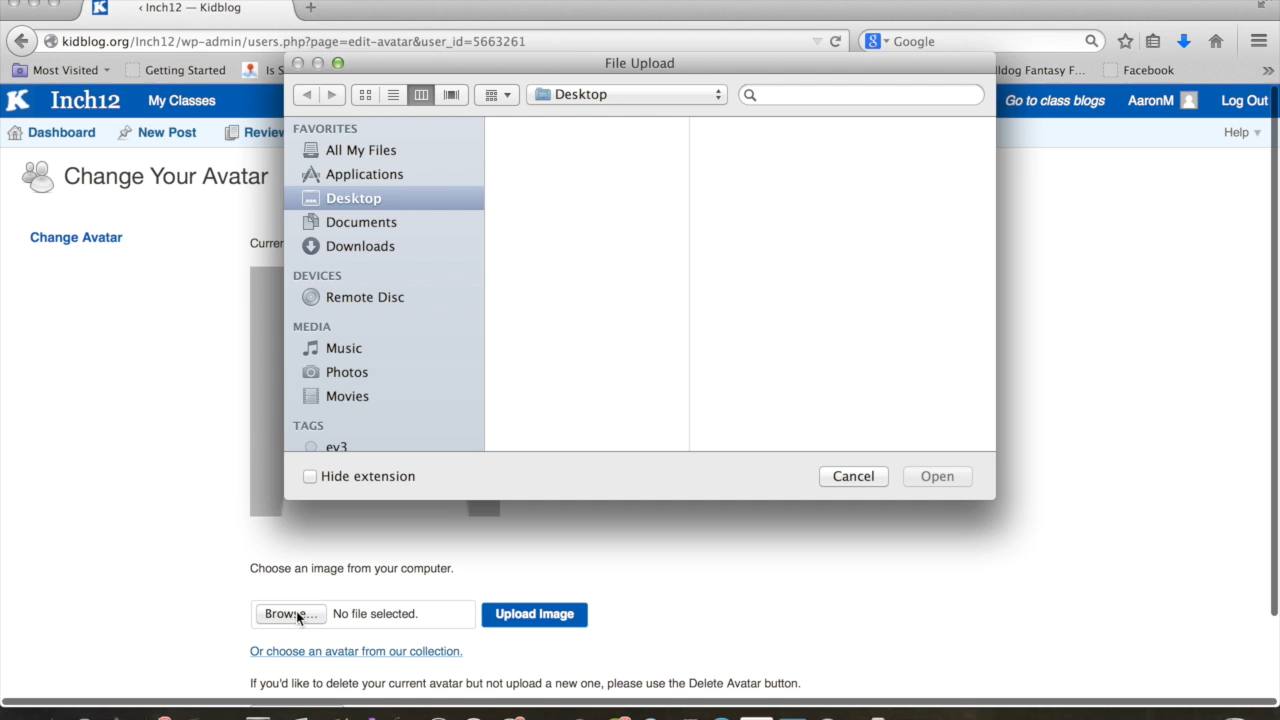 ‹ Inch12 — Kidblog
kidblog.org/Inch12/wp-admin/users.php?page=edit-avatar&user_id=5663261
Google
Most Visited
Getting Started
Is S
File Upload
lldog Fantasy F...
Facebook
Inch12
My Classes
Desktop
Go to class blogs
AaronM
Log Out
Dashboard
New Post
Review
Help
Change Your Avatar
Change Avatar
Curren
FAVORITES
All My Files
Applications
Desktop
Documents
Downloads
DEVICES
Remote Disc
MEDIA
Music
Photos
Movies
TAGS
ev3
Hide extension
Cancel
Open
Choose an image from your computer.
Browse...
No file selected.
Upload Image
Or choose an avatar from our collection.
If you'd like to delete your current avatar but not upload a new one, please use the Delete Avatar button.